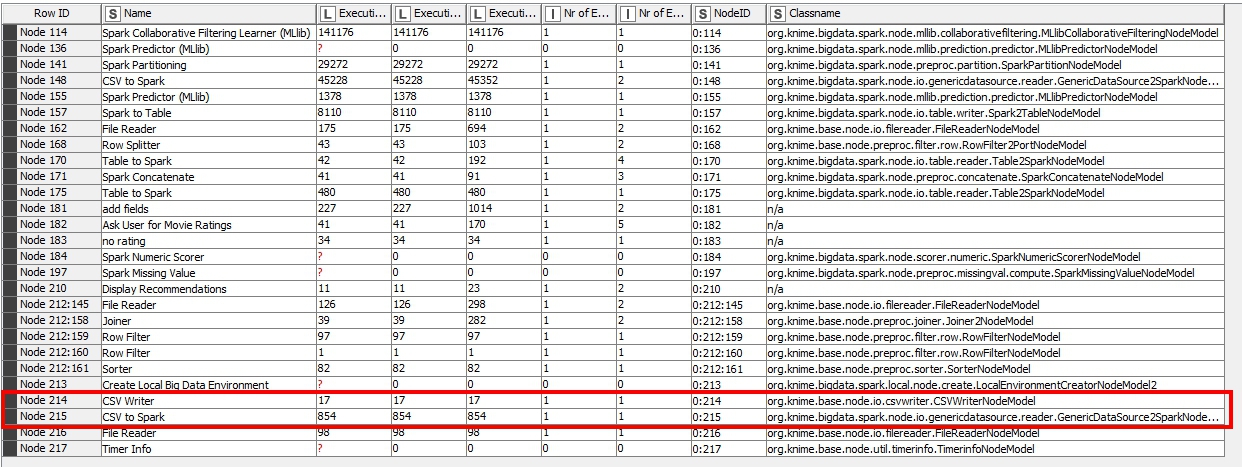 Row ID S Name L Executi... L Executi... L Executi... I Nr of E... I Nr of E... S NodeID S Classname
Node 114 Spark Collaborative Filtering Learner (MLlib) 141176 141176 141176 1 1 0:114 org.knime.bigdata.spark.node.mllib.collaborativefiltering.MLlibCollaborativeFilteringNodeModel
Node 136 Spark Predictor (MLlib) ? 0 0 0 0 0:136 org.knime.bigdata.spark.node.mllib.prediction.predictor.MLlibPredictorNodeModel
Node 141 Spark Partitioning 29272 29272 29272 1 1 0:141 org.knime.bigdata.spark.node.preproc.partition.SparkPartitionNodeModel
Node 148 CSV to Spark 45228 45228 45352 1 2 0:148 org.knime.bigdata.spark.node.io.genericdatasource.reader.GenericDataSource2SparkNode...
Node 155 Spark Predictor (MLlib) 1378 1378 1378 1 1 0:155 org.knime.bigdata.spark.node.mllib.prediction.predictor.MLlibPredictorNodeModel
Node 157 Spark to Table 8110 8110 8110 1 1 0:157 org.knime.bigdata.spark.node.io.table.writer.Spark2TableNodeModel
Node 162 File Reader 175 175 694 1 2 0:162 org.knime.base.node.io.filereader.FileReaderNodeModel
Node 168 Row Splitter 43 43 103 1 2 0:168 org.knime.base.node.preproc.filter.row.RowFilter2PortNodeModel
Node 170 Table to Spark 42 42 192 1 4 0:170 org.knime.bigdata.spark.node.io.table.reader.Table2SparkNodeModel
Node 171 Spark Concatenate 41 41 91 1 3 0:171 org.knime.bigdata.spark.node.preproc.concatenate.SparkConcatenateNodeModel
Node 175 Table to Spark 480 480 480 1 1 0:175 org.knime.bigdata.spark.node.io.table.reader.Table2SparkNodeModel
Node 181 add fields 227 227 1014 1 2 0:181 n/a
Node 182 Ask User for Movie Ratings 41 41 170 1 5 0:182 n/a
Node 183 no rating 34 34 34 1 1 0:183 n/a
Node 184 Spark Numeric Scorer ? 0 0 0 0 0:184 org.knime.bigdata.spark.node.scorer.numeric.SparkNumericScorerNodeModel
Node 197 Spark Missing Value ? 0 0 0 0 0:197 org.knime.bigdata.spark.node.preproc.missingval.compute.SparkMissingValueNodeModel
Node 210 Display Recommendations 11 11 23 1 2 0:210 n/a
Node 212:145 File Reader 126 126 298 1 2 0:212:145 org.knime.base.node.io.filereader.FileReaderNodeModel
Node 212:158 Joiner 39 39 282 1 2 0:212:158 org.knime.base.node.preproc.joiner.Joiner2NodeModel
Node 212:159 Row Filter 97 97 97 1 1 0:212:159 org.knime.base.node.preproc.filter.row.RowFilterNodeModel
Node 212:160 Row Filter 1 1 1 1 1 0:212:160 org.knime.base.node.preproc.filter.row.RowFilterNodeModel
Node 212:161 Sorter 82 82 82 1 1 0:212:161 org.knime.base.node.preproc.sorter.SorterNodeModel
Node 213 Create Local Big Data Environment ? 0 0 0 0 0:213 org.knime.bigdata.spark.local.node.create.LocalEnvironmentCreatorNodeModel2
Node 214 CSV Writer 17 17 17 1 1 0:214 org.knime.base.node.io.csvwriter.CSVWriterNodeModel
Node 215 CSV to Spark 854 854 854 1 1 0:215 org.knime.bigdata.spark.node.io.genericdatasource.reader.GenericDataSource2SparkNode...
Node 216 File Reader 98 98 98 1 1 0:216 org.knime.base.node.io.filereader.FileReaderNodeModel
Node 217 Timer Info ? 0 0 0 0 0:217 org.knime.base.node.util.timerinfo.TimerinfoNodeModel